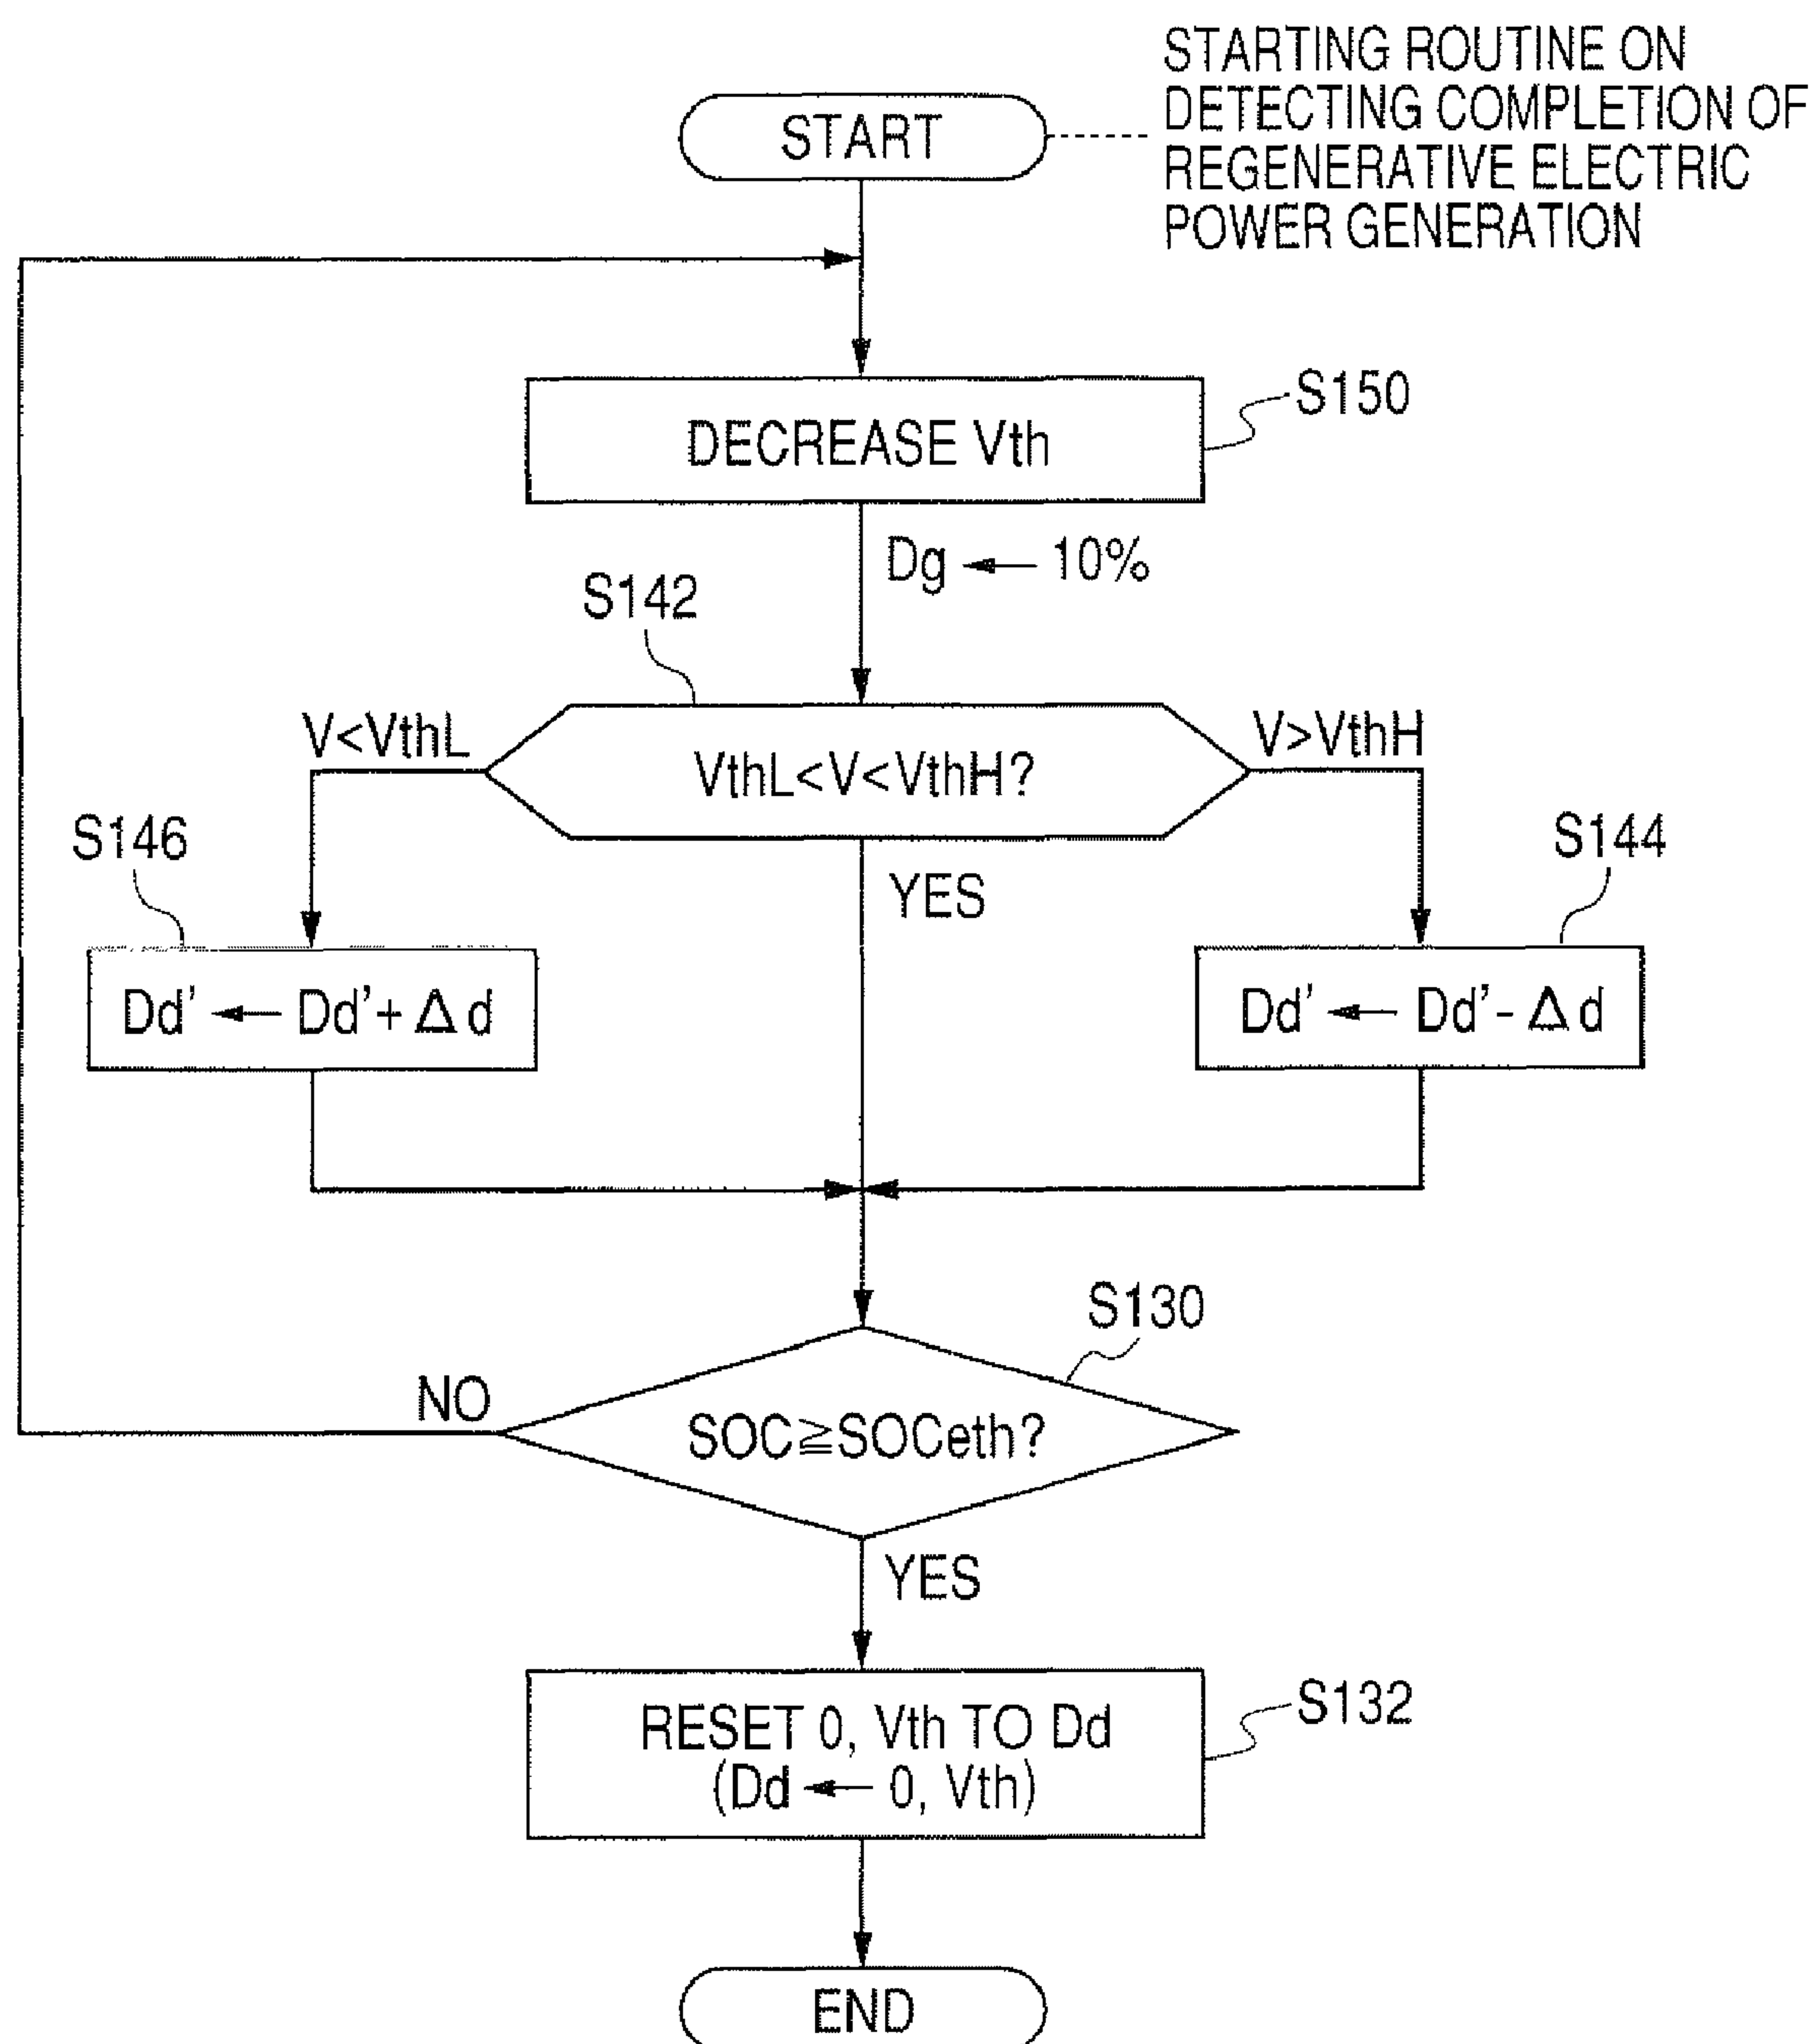 STARTING ROUTINE ON
DETECTING COMPLETION OF
REGENERATIVE ELECTRIC
POWER GENERATION
START
S150
DECREASE Vth
Dg ← 10%
S142
V<VthL
VthL<V<VthH?
V>VthH
S146
S144
YES
Dd' ← Dd'+ Δd
Dd' ← Dd'- Δd
S130
NO
SOC≧SOCeth?
YES
S132
RESET 0, Vth TO Dd
(Dd ← 0, Vth)
END